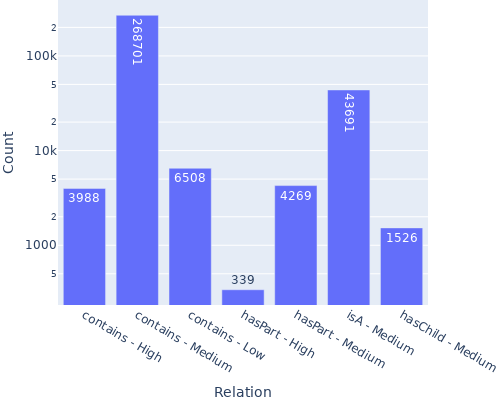 2
100k
5
2
10k
5
2
1000
5
Count
3988
268701
6508
339
4269
43691
1526
contains - High
contains - Medium
contains - Low
hasPart - High
hasPart - Medium
isA - Medium
hasChild - Medium
Relation